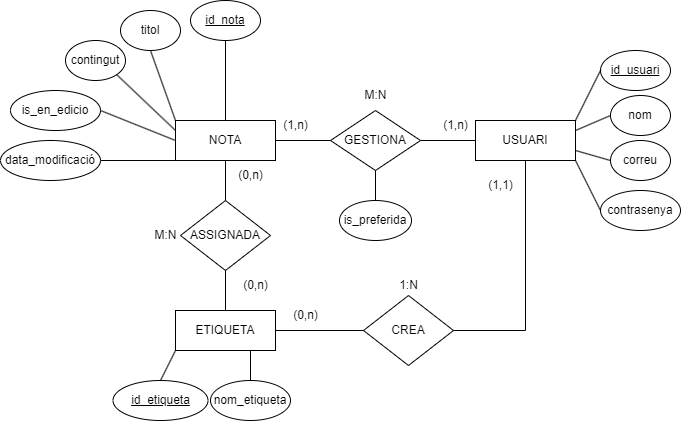 id_nota
titol
contingut
id_usuari
M:N
is_en_edicio
nom
(1,n)
(1,n)
NOTA
GESTIONA
USUARI
data_modificació
correu
(0,n)
(1,1)
contrasenya
is_preferida
M:N
ASSIGNADA
(0,n)
1:N
(0,n)
ETIQUETA
CREA
id_etiqueta
nom_etiqueta